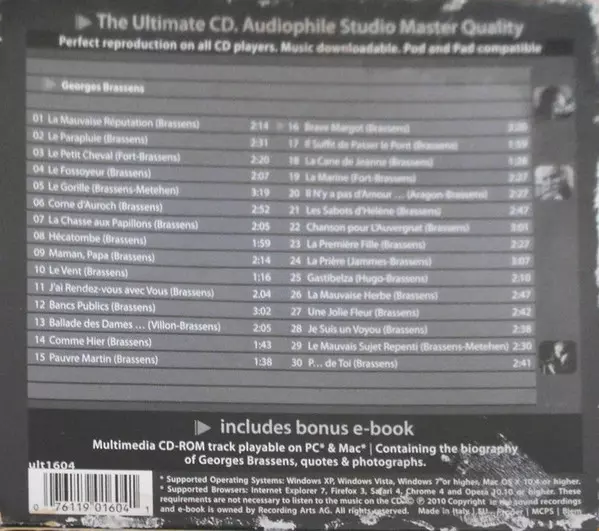 The Ultimate CD. Audiophile Studio Master Quality
Perfect reproduction on all CD players. Music downloadable. Pod and Pad compatible
Georges Brassens
01 La Mauvaise Réputation (Brassens) 2:14
02 Le Parapluie (Brassens) 2:31
03 Le Petit Cheval (Fort-Brassens) 2:20
04 Le Fossoyeur (Brassens) 2:07
05 Le Gorille (Brassens-Metehen) 3:19
06 Corne d'Auroch (Brassens) 2:52
07 La Chasse aux Papillons (Brassens) 2:05
08 Hécatombe (Brassens) 1:59
09 Maman, Papa (Brassens) 2:14
10 Le Vent (Brassens) 1:16
11 J'ai Rendez-vous avec Vous (Brassens) 2.04
12 Bancs Publics (Brassens) 3:02
13 Ballade des Dames ... (Villon-Brassens) 2:05
14 Comme Hier (Brassens) 1:43
15 Pauvre Martin (Brassens) 1:38
16 Brave Margot (Brassens)
17 Il Suffit de Passer le Pont (Brassens) 1:59
18 La Cane de Jeanne (Brassens)
19 La Marine (Fort-Brassens) 2:27
20 Il N'y a pas d'Amour ... (Aragon-Brassens) 2:27
21 Les Sabots d'Hélène (Brassens) 2:47
22 Chanson pour L'Auvergnat (Brassens) 3:01
23 La Première Fille (Brassens) 2:27
24 La Prière (Jammes-Brassens) 3:07
25 Gastibelza (Hugo-Brassens) 2:10
26 La Mauvaise Herbe (Brassens) 2:47
27 Une Jolie Fleur (Brassens) 2:42
28 Je Suis un Voyou (Brassens) 2:38
29 Le Mauvais Sujet Repenti (Brassens-Metehen) 2:30
30 P... de Toi (Brassens) 2:41
includes bonus e-book
Multimedia CD-ROM track playable on PC* & Mac* | Containing the biography
of Georges Brassens, quotes & photographs.
ult1604
0 76119 01604 1
* Supported Operating Systems: Windows XP, Windows Vista, Windows 7 or higher, Mac OS X 10.4 or higher.
* Supported Browsers: Internet Explorer 7, Firefox 3, Safari 4, Chrome 4 and Opera 10.10 or higher. These
requirements are not necessary to listen to the music on the CD. © ℗ 2010 Copyright in the sound recordings
and e-book is owned by Recording Arts AG. All rights reserved. Made in Italy | | MCPS | Biem